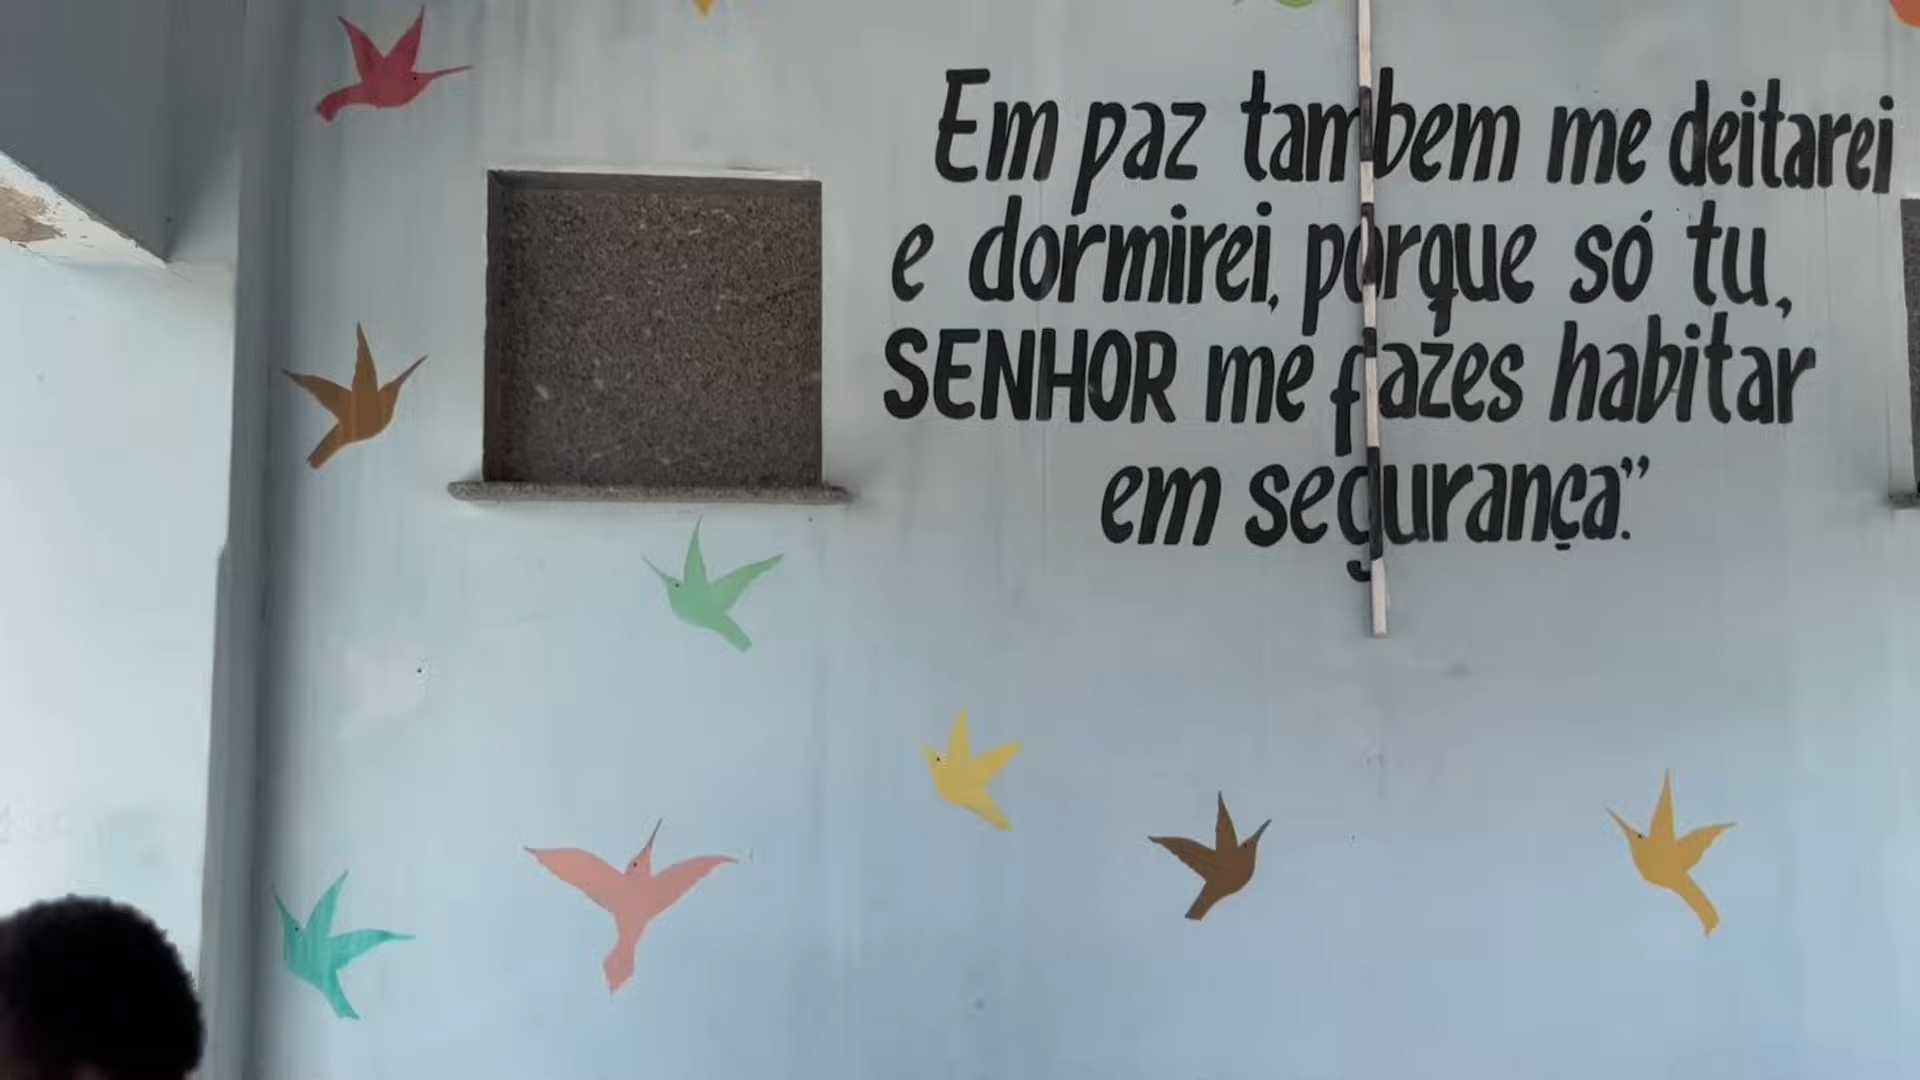 Em paz tambem me deitarei
e dormirei, porque só tu,
SENHOR me fazes habitar
em segurança."